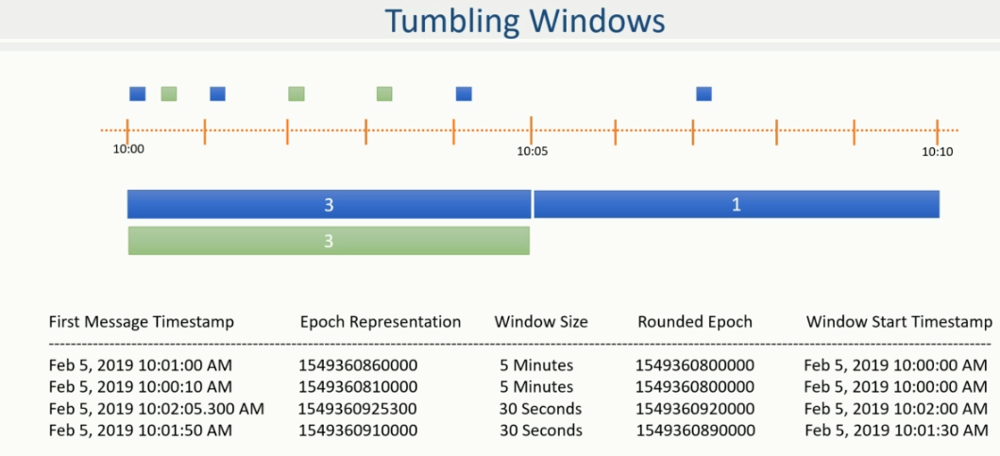 Tumbling Windows
10:00 10:05 10:10
3 1
3
First Message Timestamp Epoch Representation Window Size Rounded Epoch Window Start Timestamp
--------------------------------------------------------------------------------
Feb 5, 2019 10:01:00 AM 1549360860000 5 Minutes 1549360800000 Feb 5, 2019 10:00:00 AM
Feb 5, 2019 10:00:10 AM 1549360810000 5 Minutes 1549360800000 Feb 5, 2019 10:00:00 AM
Feb 5, 2019 10:02:05.300 AM 1549360925300 30 Seconds 1549360920000 Feb 5, 2019 10:02:00 AM
Feb 5, 2019 10:01:50 AM 1549360910000 30 Seconds 1549360890000 Feb 5, 2019 10:01:30 AM